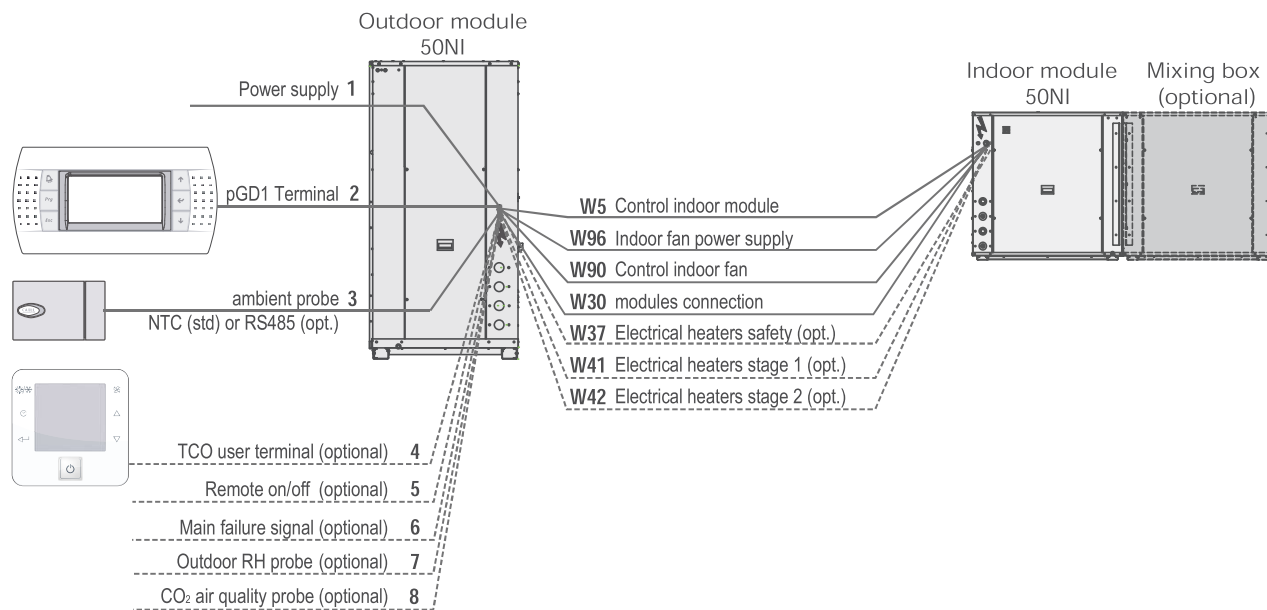 Outdoor module
50NI
Indoor module
50NI
Mixing box
(optional)
Power supply 1
pGD1 Terminal 2
Prg
Esc
ambient probe 3
NTC (std) or RS485 (opt.)
W5 Control indoor module
W96 Indoor fan power supply
W90 Control indoor fan
W30 modules connection
W37 Electrical heaters safety (opt.)
W41 Electrical heaters stage 1 (opt.)
W42 Electrical heaters stage 2 (opt.)
TCO user terminal (optional) 4
Remote on/off (optional) 5
Main failure signal (optional) 6
Outdoor RH probe (optional) 7
CO₂ air quality probe (optional) 8